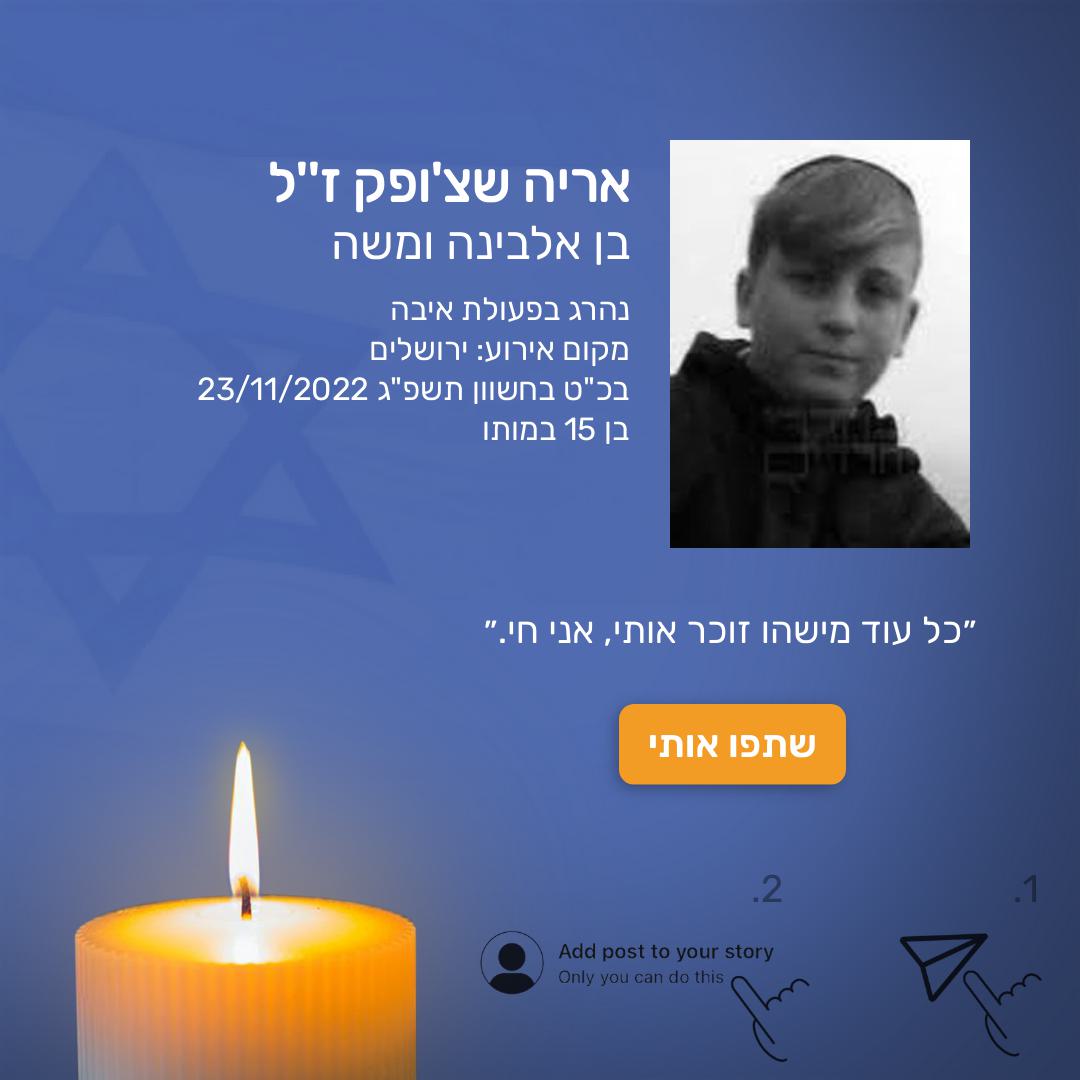 אריה שצ'ופק ז"ל
בן אלבינה ומשה
נהרג בפעולת איבה
מקום אירוע: ירושלים
בכ"ט בחשוון תשפ"ג 23/11/2022
בן 15 במותו
״כל עוד מישהו זוכר אותי, אני חי.״
שתפו אותי
1.
2.
Add post to your story
Only you can do this